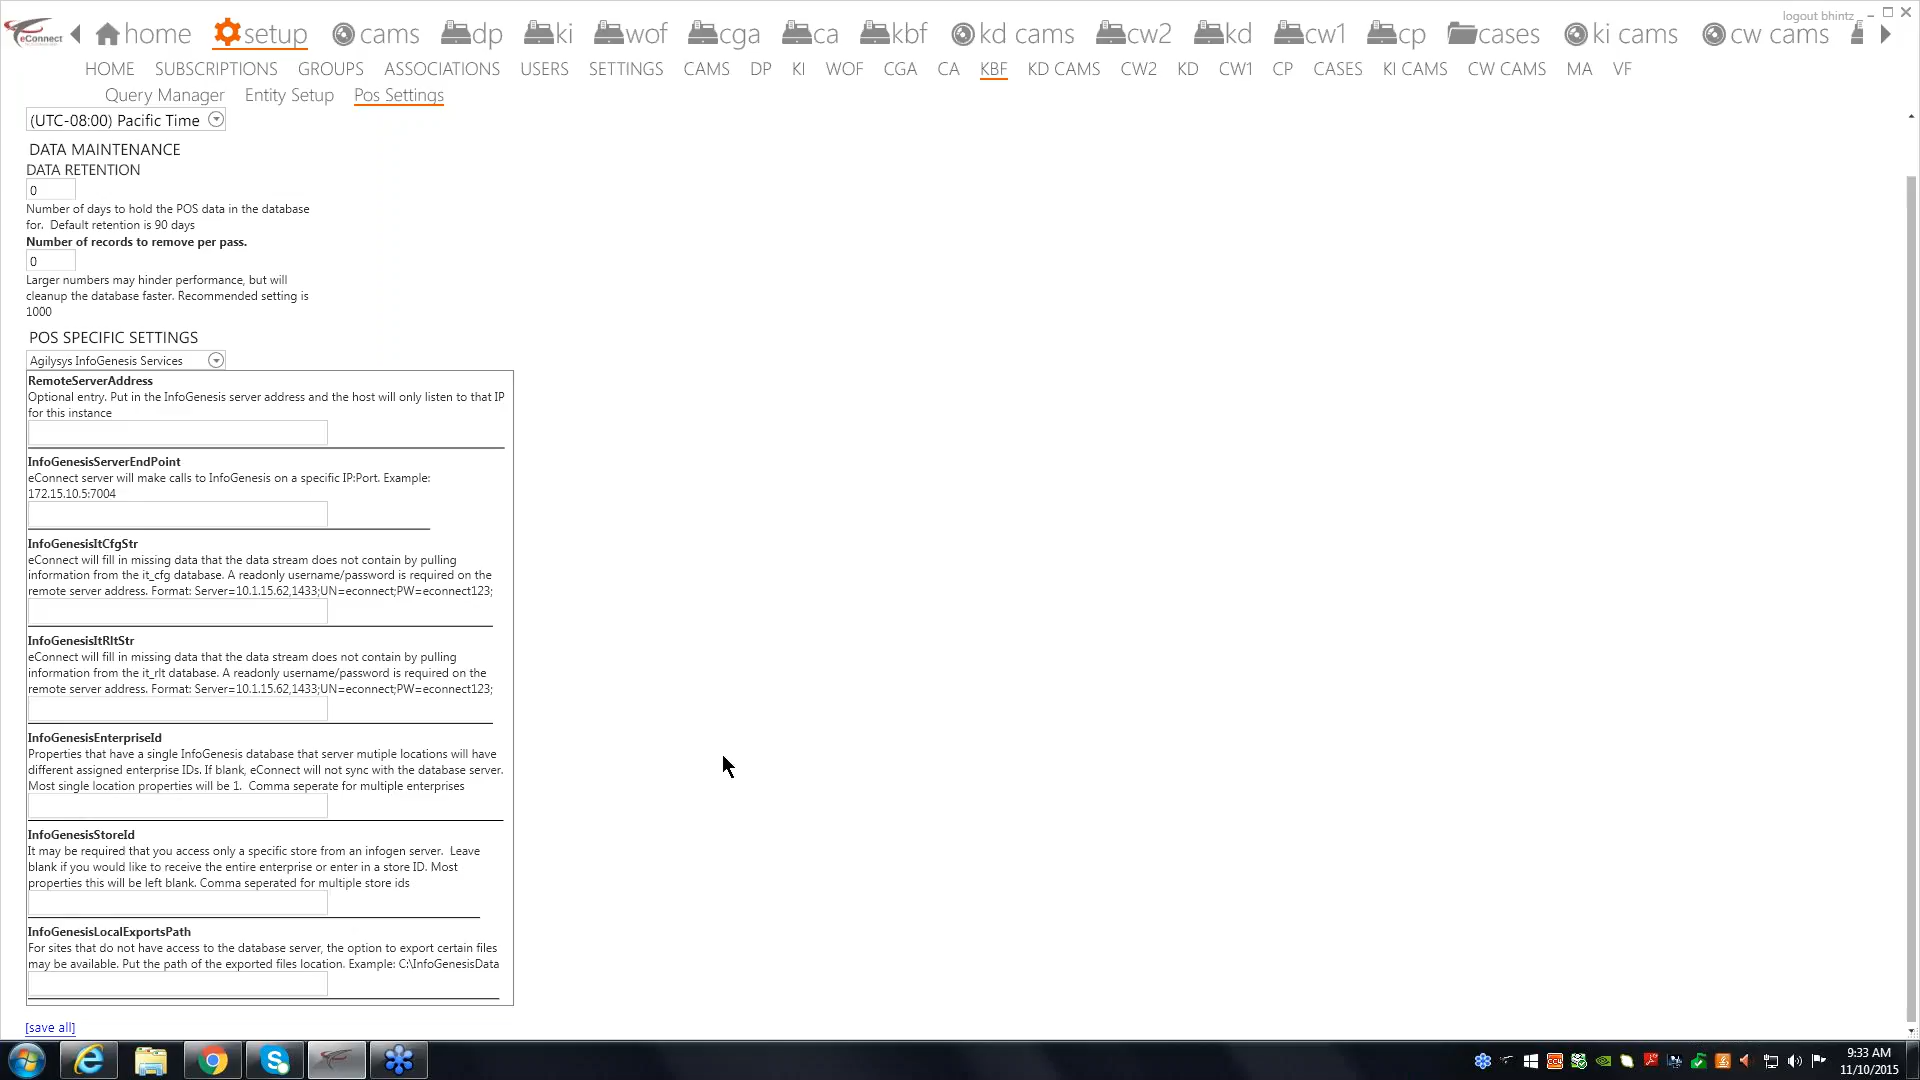 eConnect
home
setup
cams
dp
ki
wof
cga
ca
kbf
kd cams
cw2
kd
cw1
cp
cases
ki cams
cw cams
logout bhintz
HOME SUBSCRIPTIONS GROUPS ASSOCIATIONS USERS SETTINGS CAMS DP KI WOF CGA CA KBF KD CAMS CW2 KD CW1 CP CASES KI CAMS CW CAMS MA VF
Query Manager Entity Setup Pos Settings
(UTC-08:00) Pacific Time
DATA MAINTENANCE
DATA RETENTION
0
Number of days to hold the POS data in the database
for. Default retention is 90 days
Number of records to remove per pass.
0
Larger numbers may hinder performance, but will
cleanup the database faster. Recommended setting is
1000
POS SPECIFIC SETTINGS
Agilysys InfoGenesis Services
RemoteServerAddress
Optional entry. Put in the InfoGenesis server address and the host will only listen to that IP
for this instance
InfoGenesisServerEndPoint
eConnect server will make calls to InfoGenesis on a specific IP:Port. Example:
172.15.10.5:7004
InfoGenesisItCfgStr
eConnect will fill in missing data that the data stream does not contain by pulling
information from the it_cfg database. A readonly username/password is required on the
remote server address. Format: Server=10.1.15.62,1433;UN=econnect;PW=econnect123;
InfoGenesisItRltStr
eConnect will fill in missing data that the data stream does not contain by pulling
information from the it_rlt database. A readonly username/password is required on the
remote server address. Format: Server=10.1.15.62,1433;UN=econnect;PW=econnect123;
InfoGenesisEnterpriseId
Properties that have a single InfoGenesis database that server mutiple locations will have
different assigned enterprise IDs. If blank, eConnect will not sync with the database server.
Most single location properties will be 1. Comma seperate for multiple enterprises
InfoGenesisStoreId
It may be required that you access only a specific store from an infogen server. Leave
blank if you would like to receive the entire enterprise or enter in a store ID. Most
properties this will be left blank. Comma seperated for multiple store ids
InfoGenesisLocalExportsPath
For sites that do not have access to the database server, the option to export certain files
may be available. Put the path of the exported files location. Example: C:\InfoGenesisData
[save all]
9:33 AM
11/10/2015